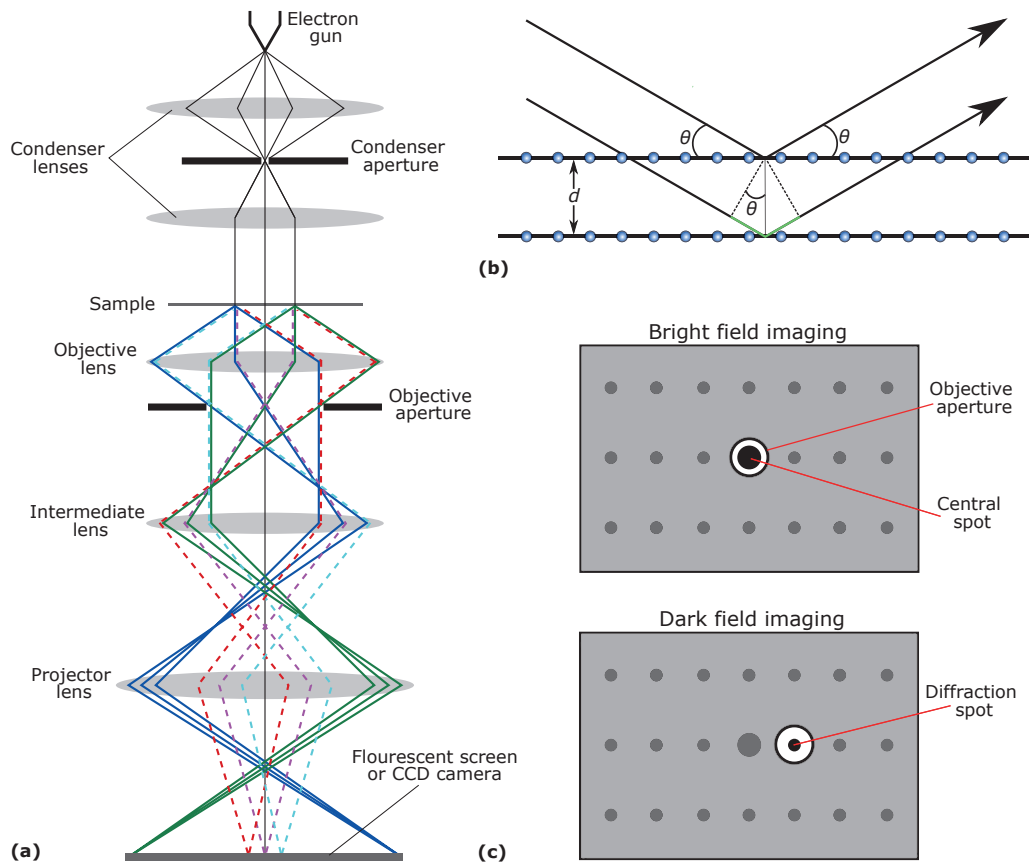 Electron
gun
Condenser
lenses
Condenser
aperture
Sample
Objective
lens
Objective
aperture
Intermediate
lens
Projector
lens
Flourescent screen
or CCD camera
(a)
θ
θ
d
θ
(b)
Bright field imaging
Objective
aperture
Central
spot
Dark field imaging
Diffraction
spot
(c)